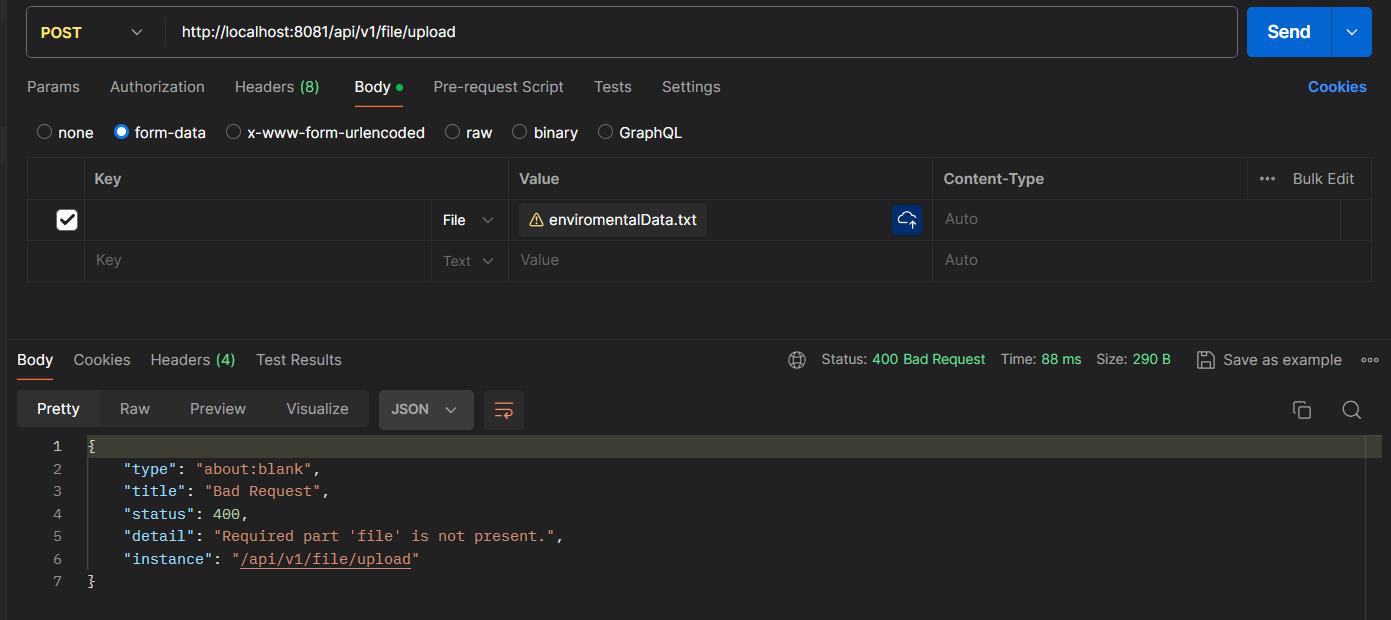 POST http://localhost:8081/api/v1/file/upload Send
Params Authorization Headers (8) Body Pre-request Script Tests Settings Cookies
none form-data x-www-form-urlencoded raw binary GraphQL
Key Value Content-Type Bulk Edit
File enviromentalData.txt Auto
Key Text Value Auto
Body Cookies Headers (4) Test Results Status: 400 Bad Request Time: 88 ms Size: 290 B Save as example
Pretty Raw Preview Visualize JSON
1 {
2 "type": "about:blank",
3 "title": "Bad Request",
4 "status": 400,
5 "detail": "Required part 'file' is not present.",
6 "instance": "/api/v1/file/upload"
7 }